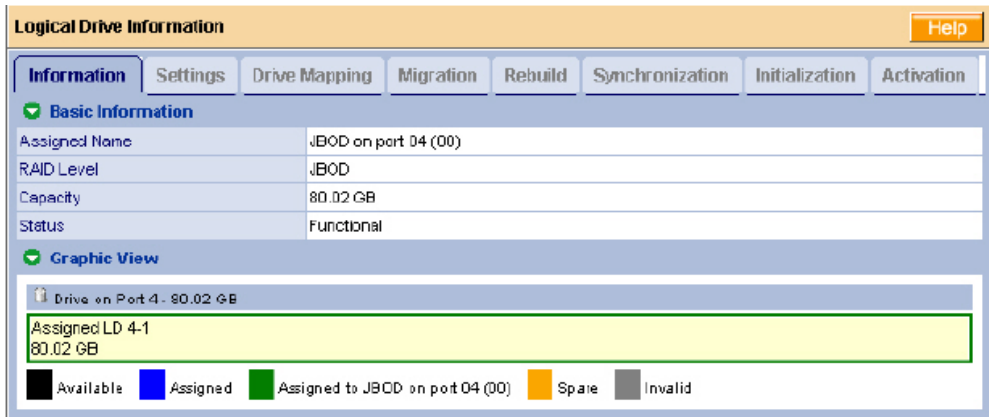 Logical Drive Information
Help
Information Settings Drive Mapping Migration Rebuild Synchronization Initialization Activation
Basic Information
Assigned Name JBOD on port 04 (00)
RAID Level JBOD
Capacity 80.02 GB
Status Functional
Graphic View
Drive on Port 4 - 80.02 GB
Assigned LD 4-1
80.02 GB
Available Assigned Assigned to JBOD on port 04 (00) Spare Invalid